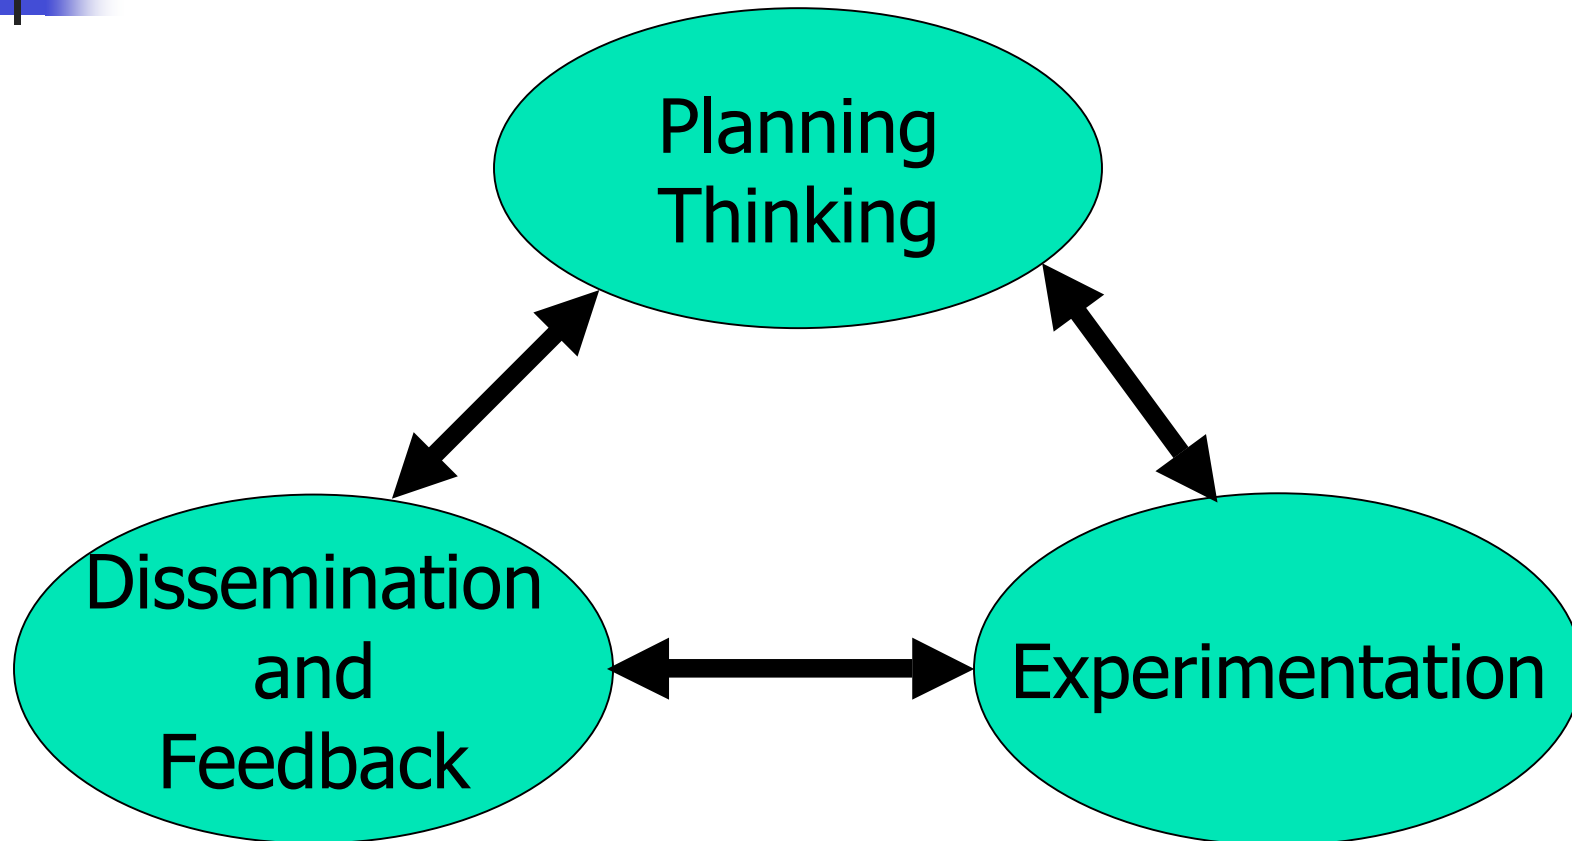 Planning
Thinking
Dissemination
and
Feedback
Experimentation